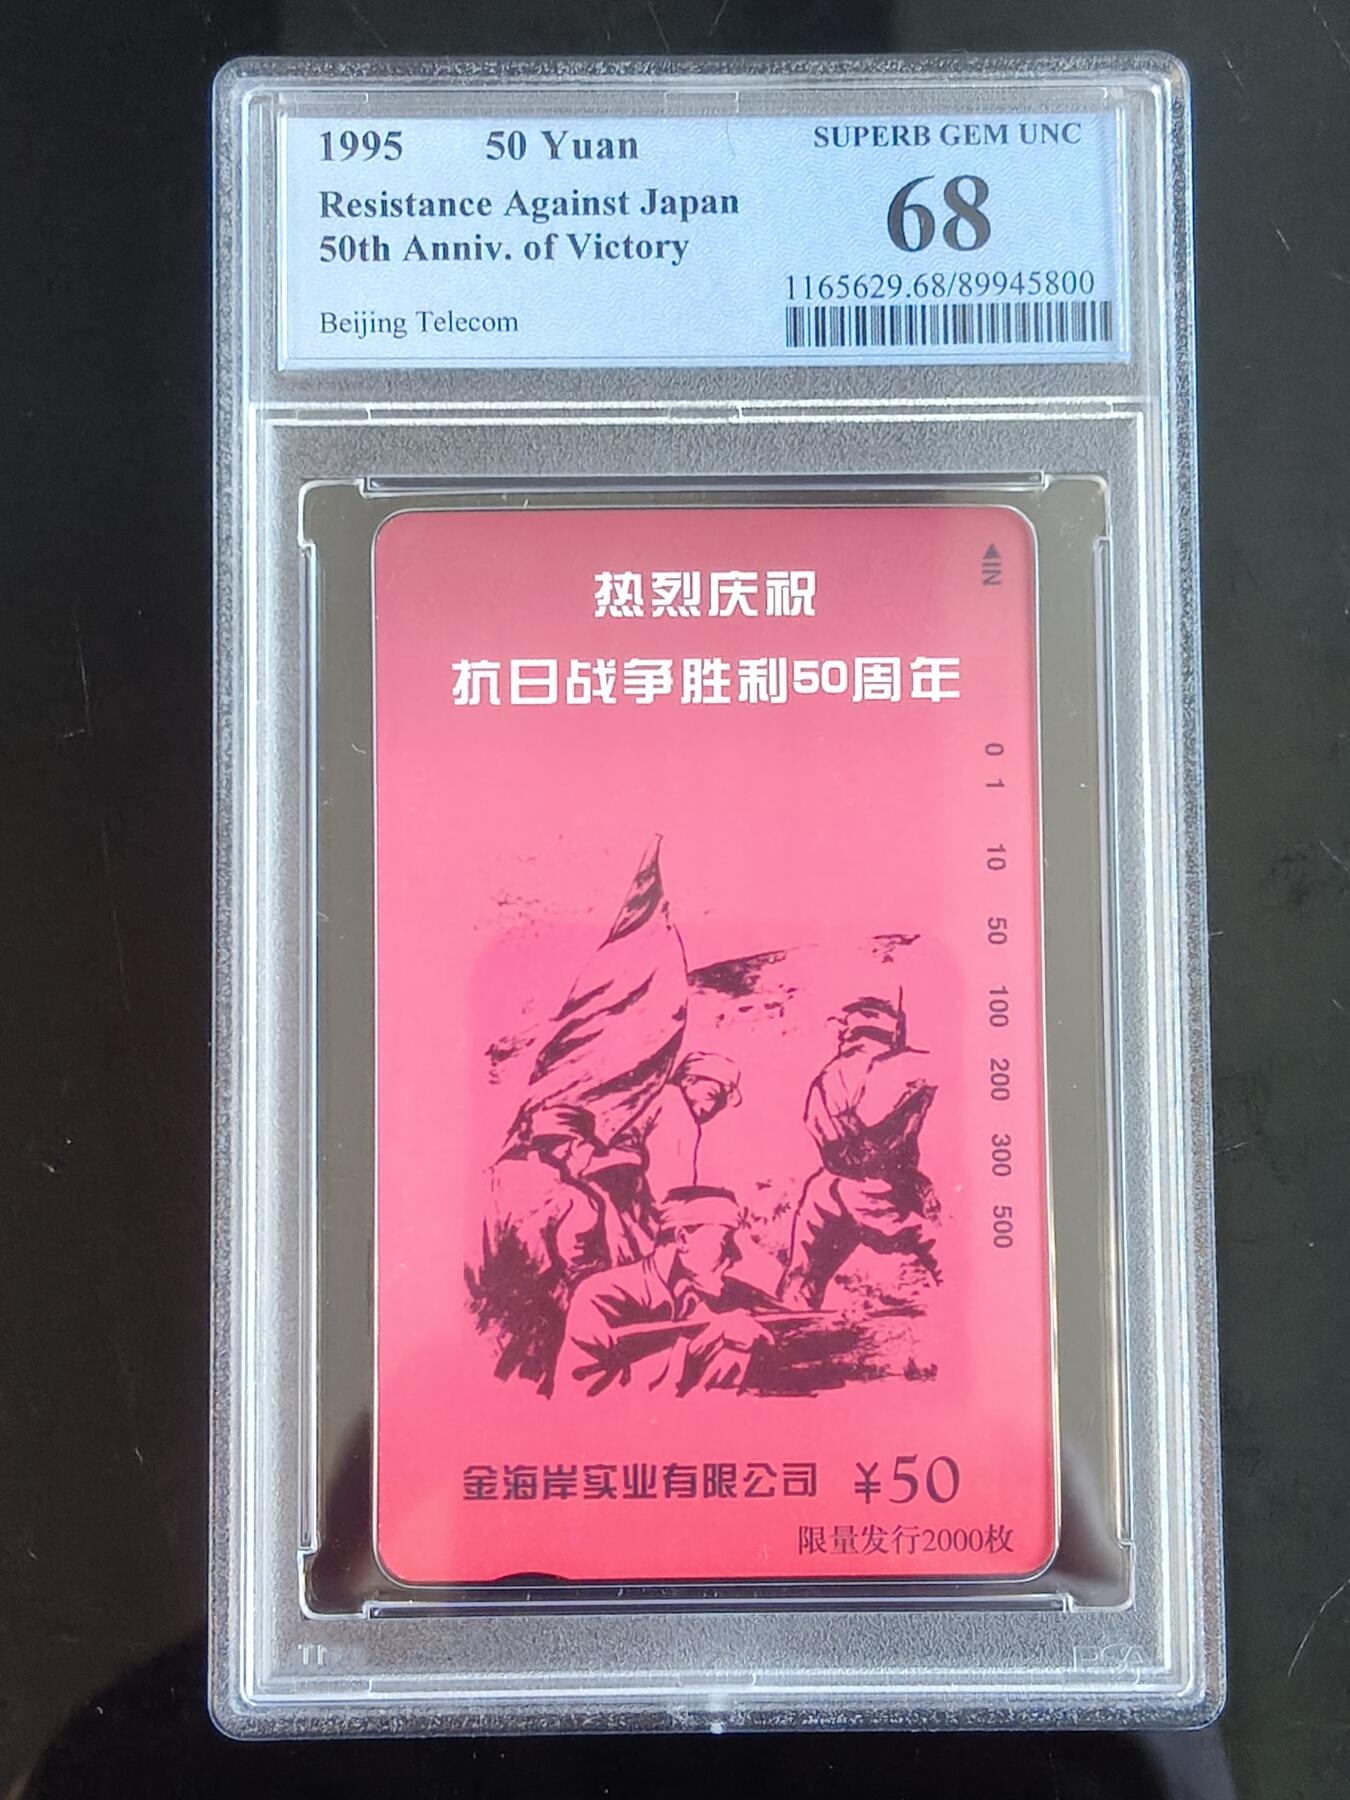 1995 50 Yuan
SUPERB GEM UNC
Resistance Against Japan
68
50th Anniv. of Victory
1165629.68/89945800
Beijing Telecom
IN
热烈庆祝
抗日战争胜利50周年
0 1 10 50 100 200 300 500
金海岸实业有限公司 ¥50
限量发行2000枚